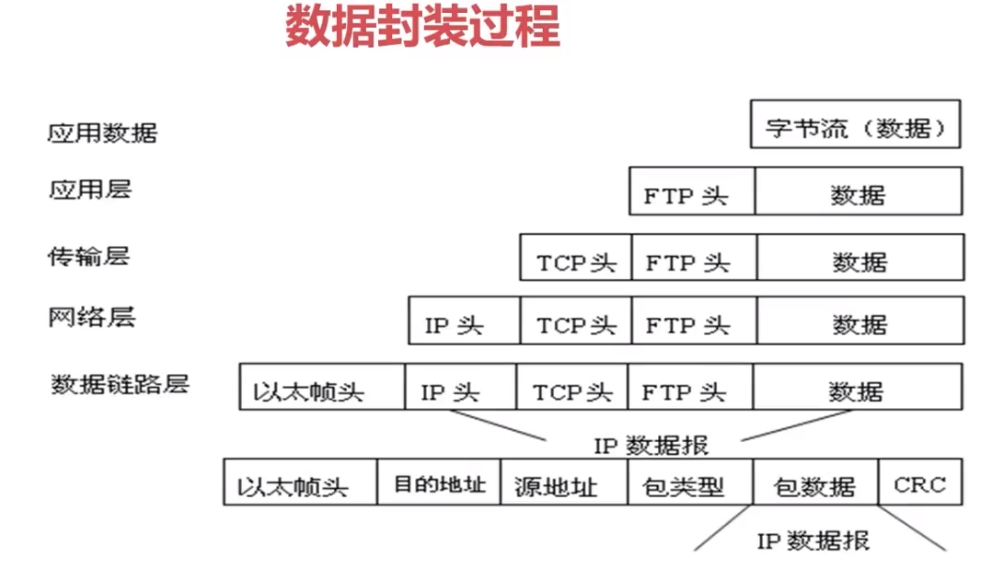 数据封装过程
应用数据 字节流（数据）
应用层 FTP 头 数据
传输层 TCP头 FTP 头 数据
网络层 IP 头 TCP头 FTP 头 数据
数据链路层 以太帧头 IP 头 TCP头 FTP 头 数据
IP 数据报
以太帧头 目的地址 源地址 包类型 包数据 CRC
IP 数据报